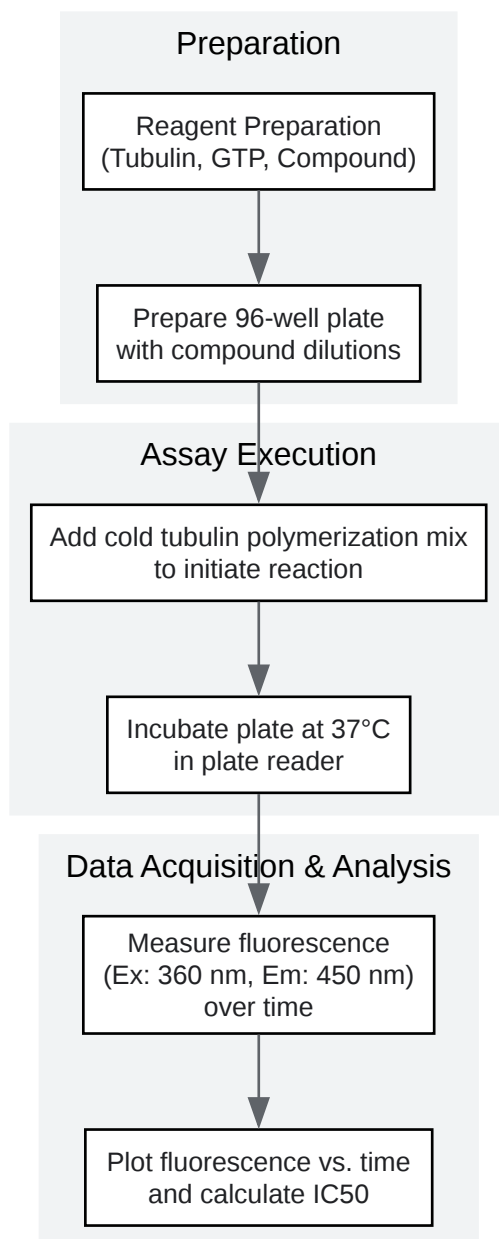 Preparation
Reagent Preparation
(Tubulin, GTP, Compound)
Prepare 96-well plate
with compound dilutions
Assay Execution
Add cold tubulin polymerization mix
to initiate reaction
Incubate plate at 37°C
in plate reader
Data Acquisition & Analysis
Measure fluorescence
(Ex: 360 nm, Em: 450 nm)
over time
Plot fluorescence vs. time
and calculate IC50